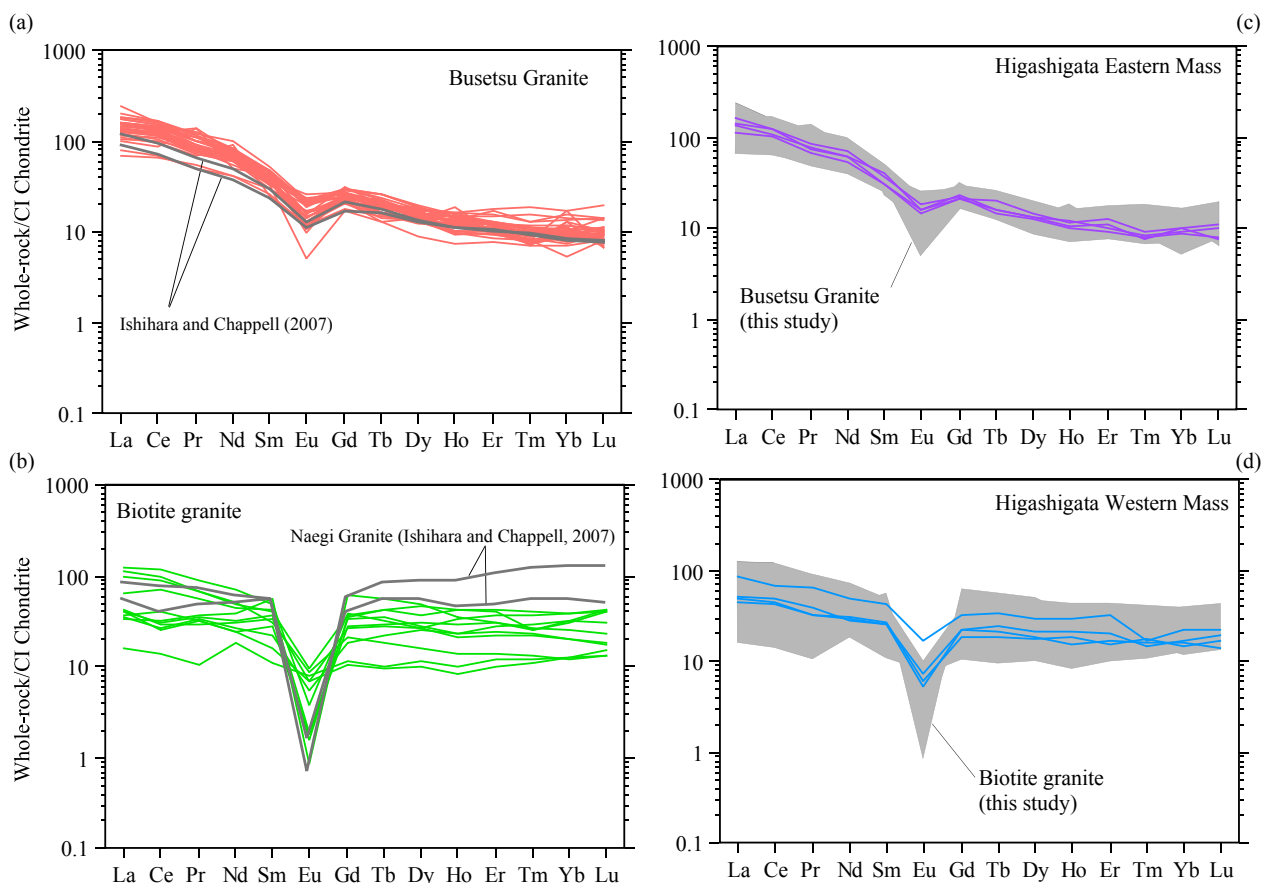 (a)
Whole-rock/CI Chondrite
1000
100
10
1
0.1
Busetsu Granite
Ishihara and Chappell (2007)
La Ce Pr Nd Sm Eu Gd Tb Dy Ho Er Tm Yb Lu
(c)
1000
100
10
1
0.1
Higashigata Eastern Mass
Busetsu Granite
(this study)
La Ce Pr Nd Sm Eu Gd Tb Dy Ho Er Tm Yb Lu
(b)
Whole-rock/CI Chondrite
1000
100
10
1
0.1
Biotite granite
Naegi Granite (Ishihara and Chappell, 2007)
La Ce Pr Nd Sm Eu Gd Tb Dy Ho Er Tm Yb Lu
(d)
1000
100
10
1
0.1
Higashigata Western Mass
Biotite granite
(this study)
La Ce Pr Nd Sm Eu Gd Tb Dy Ho Er Tm Yb Lu